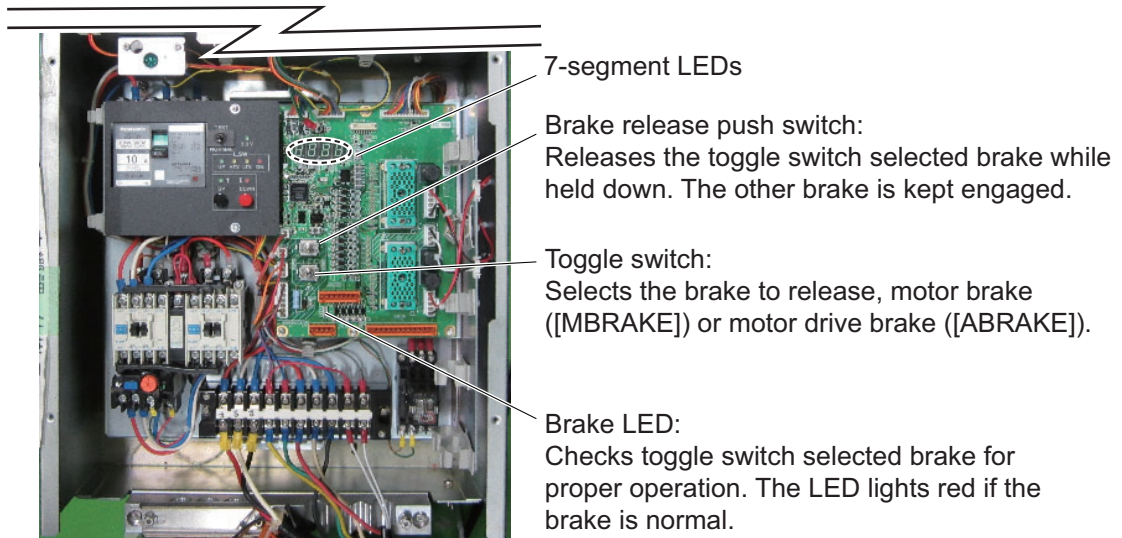 7-segment LEDs
Brake release push switch:
Releases the toggle switch selected brake while
held down. The other brake is kept engaged.
Toggle switch:
Selects the brake to release, motor brake
([MBRAKE]) or motor drive brake ([ABRAKE]).
Brake LED:
Checks toggle switch selected brake for
proper operation. The LED lights red if the
brake is normal.
10